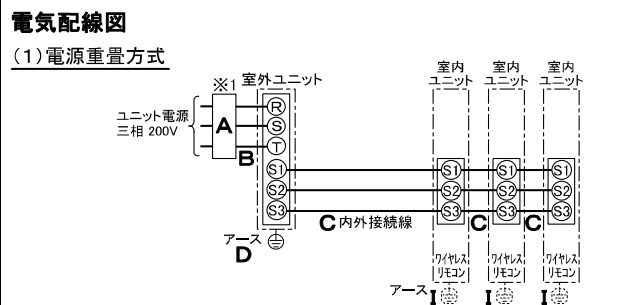 電気配線図
(1)電源重畳方式
※1
室外ユニット
室内
ユニット
室内
ユニット
室内
ユニット
ユニット電源
三相 200V
A
B
R
S
T
S1
S2
S3
S1
S2
S3
S1
S2
S3
S1
S2
S3
C 内外接続線
C
C
アース
D
ワイヤレス
リモコン
ワイヤレス
リモコン
ワイヤレス
リモコン
アース I
I
I